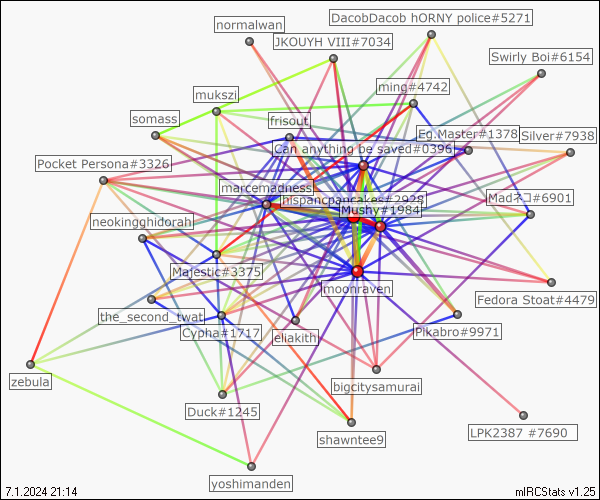 DacobDacob hORNY police#5271
normalwan
JKOUYH VIII#7034
Swirly Boi#6154
ming#4742
mukszi
somass
frisout
Eg.Master#1378
Silver#7938
Can anything be saved#0396
Pocket Persona#3326
marcemadness
hispancpancakes#2928
Madネコ#6901
Mushy#1984
neokingghidorah
Majestic#3375
moonraven
Fedora Stoat#4479
the_second_twat
Cypha#1717
eliakith
Pikabro#9971
zebula
bigcitysamurai
Duck#1245
LPK2387 #7690
shawntee9
yoshimanden
7.1.2024 21:14
mIRCStats v1.25